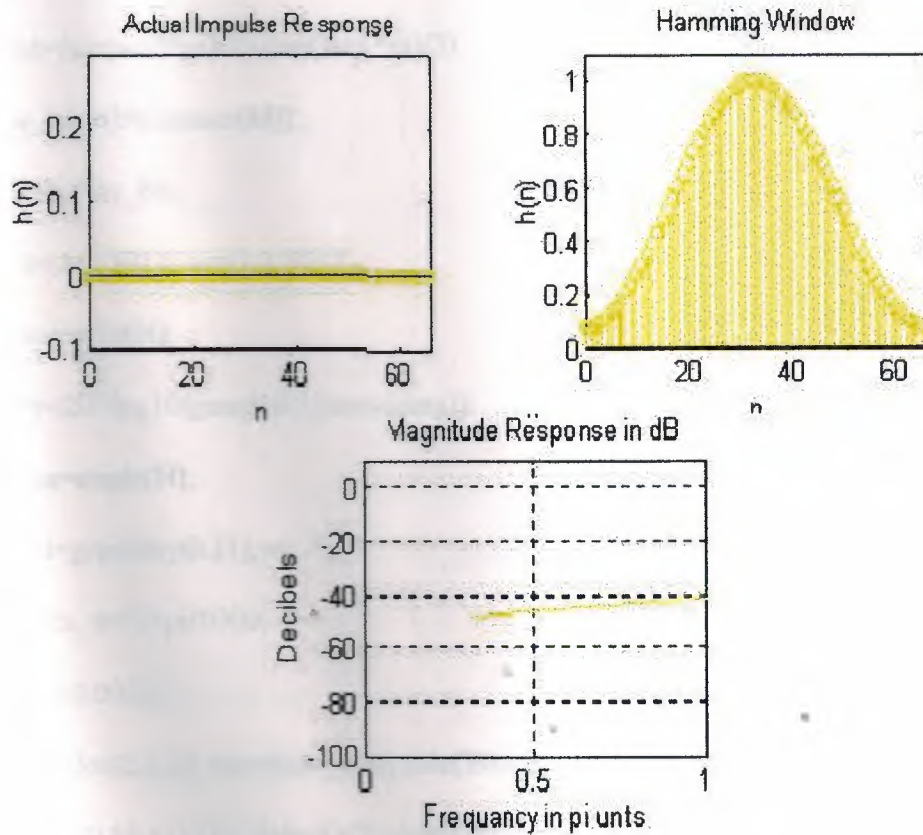 Actual Impulse Response
0.2
0.1
0
-0.1
h(n)
0 20 40 60
n
Hamming Window
1
0.8
0.6
0.4
0.2
0
h(n)
0 20 40 60
n
Magnitude Response in dB
0
-20
-40
-60
-80
-100
Decibels
0 0.5 1
Frequancy in pi unts